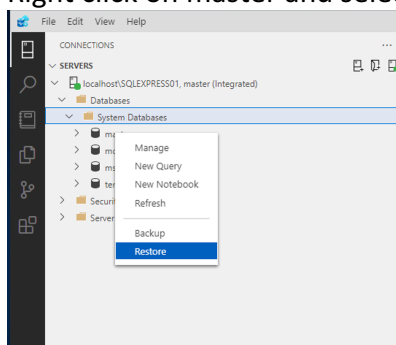 Right click on master and sele
File Edit View Help
CONNECTIONS
SERVERS
localhost\SQLEXPRESS01, master (Integrated)
Databases
System Databases
Manage
New Query
New Notebook
Refresh
Backup
Restore